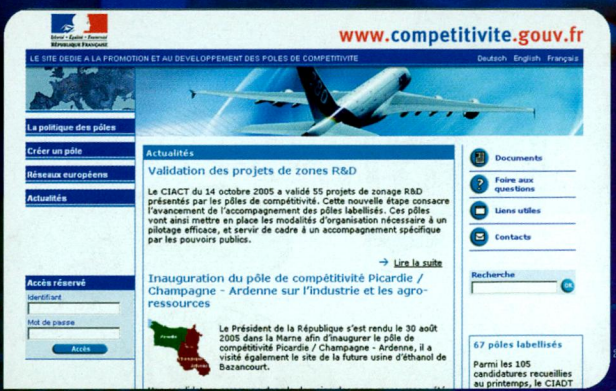 Liberté • Égalité • Fraternité
RÉPUBLIQUE FRANÇAISE
www.competitivite.gouv.fr
LE SITE DEDIE A LA PROMOTION ET AU DEVELOPPEMENT DES POLES DE COMPETITIVITE
Deutsch English Français
La politique des pôles
Créer un pôle
Réseaux européens
Actualités
Accès réservé
Identifiant
Mot de passe
Accès
Actualités
Validation des projets de zones R&D
Le CIACT du 14 octobre 2005 a validé 55 projets de zonage R&D
présentés par les pôles de compétivité. Cette nouvelle étape consacre
l'avancement de l'accompagnement des pôles labellisés. Ces pôles
vont ainsi mettre en place les modalités d'organisation nécessaire à un
pilotage efficace, et servir de cadre à un accompagnement spécifique
par les pouvoirs publics.
→ Lire la suite
Inauguration du pôle de compétitivité Picardie /
Champagne - Ardenne sur l'industrie et les agro-
ressources
Picardie
Champagne
Ardenne
Le Président de la République s'est rendu le 30 août
2005 dans la Marne afin d'inaugurer le pôle de
compétitivité Picardie / Champagne - Ardenne, il a
visité également le site de la future usine d'éthanol de
Bazancourt.
Documents
Foire aux
questions
Liens utiles
Contacts
Recherche
OK
67 pôles labellisés
Parmi les 105
candidatures recueillies
au printemps, le CIADT